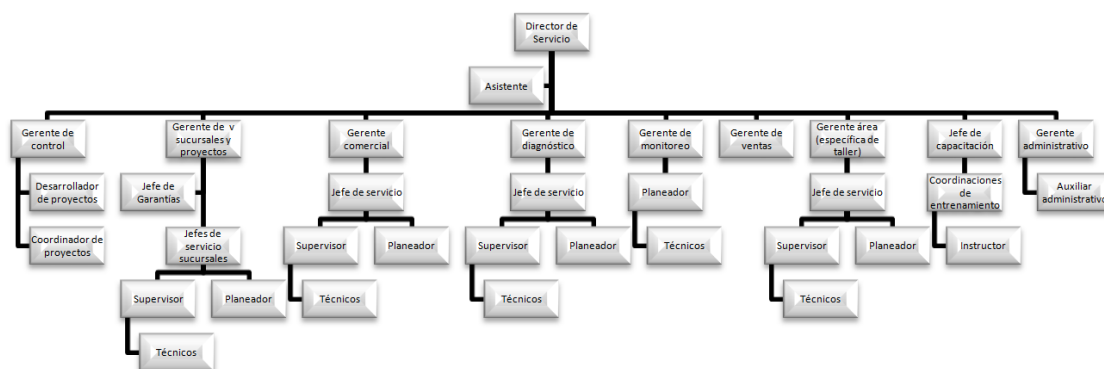 Director de
Servicio
Asistente
Gerente de
control
Gerente de v
sucursales y
proyectos
Gerente
comercial
Gerente de
diagnóstico
Gerente de
monitoreo
Gerente de
ventas
Gerente área
(específica de
taller)
Jefe de
capacitación
Gerente
administrativo
Desarrollador
de proyectos
Jefe de
Garantías
Jefe de servicio
Jefe de servicio
Planeador
Jefe de servicio
Coordinaciones
de
entrenamiento
Auxiliar
administrativo
Coordinador de
proyectos
Jefes de
servicio
sucursales
Supervisor
Planeador
Supervisor
Planeador
Técnicos
Supervisor
Planeador
Instructor
Supervisor
Planeador
Técnicos
Técnicos
Técnicos
Técnicos